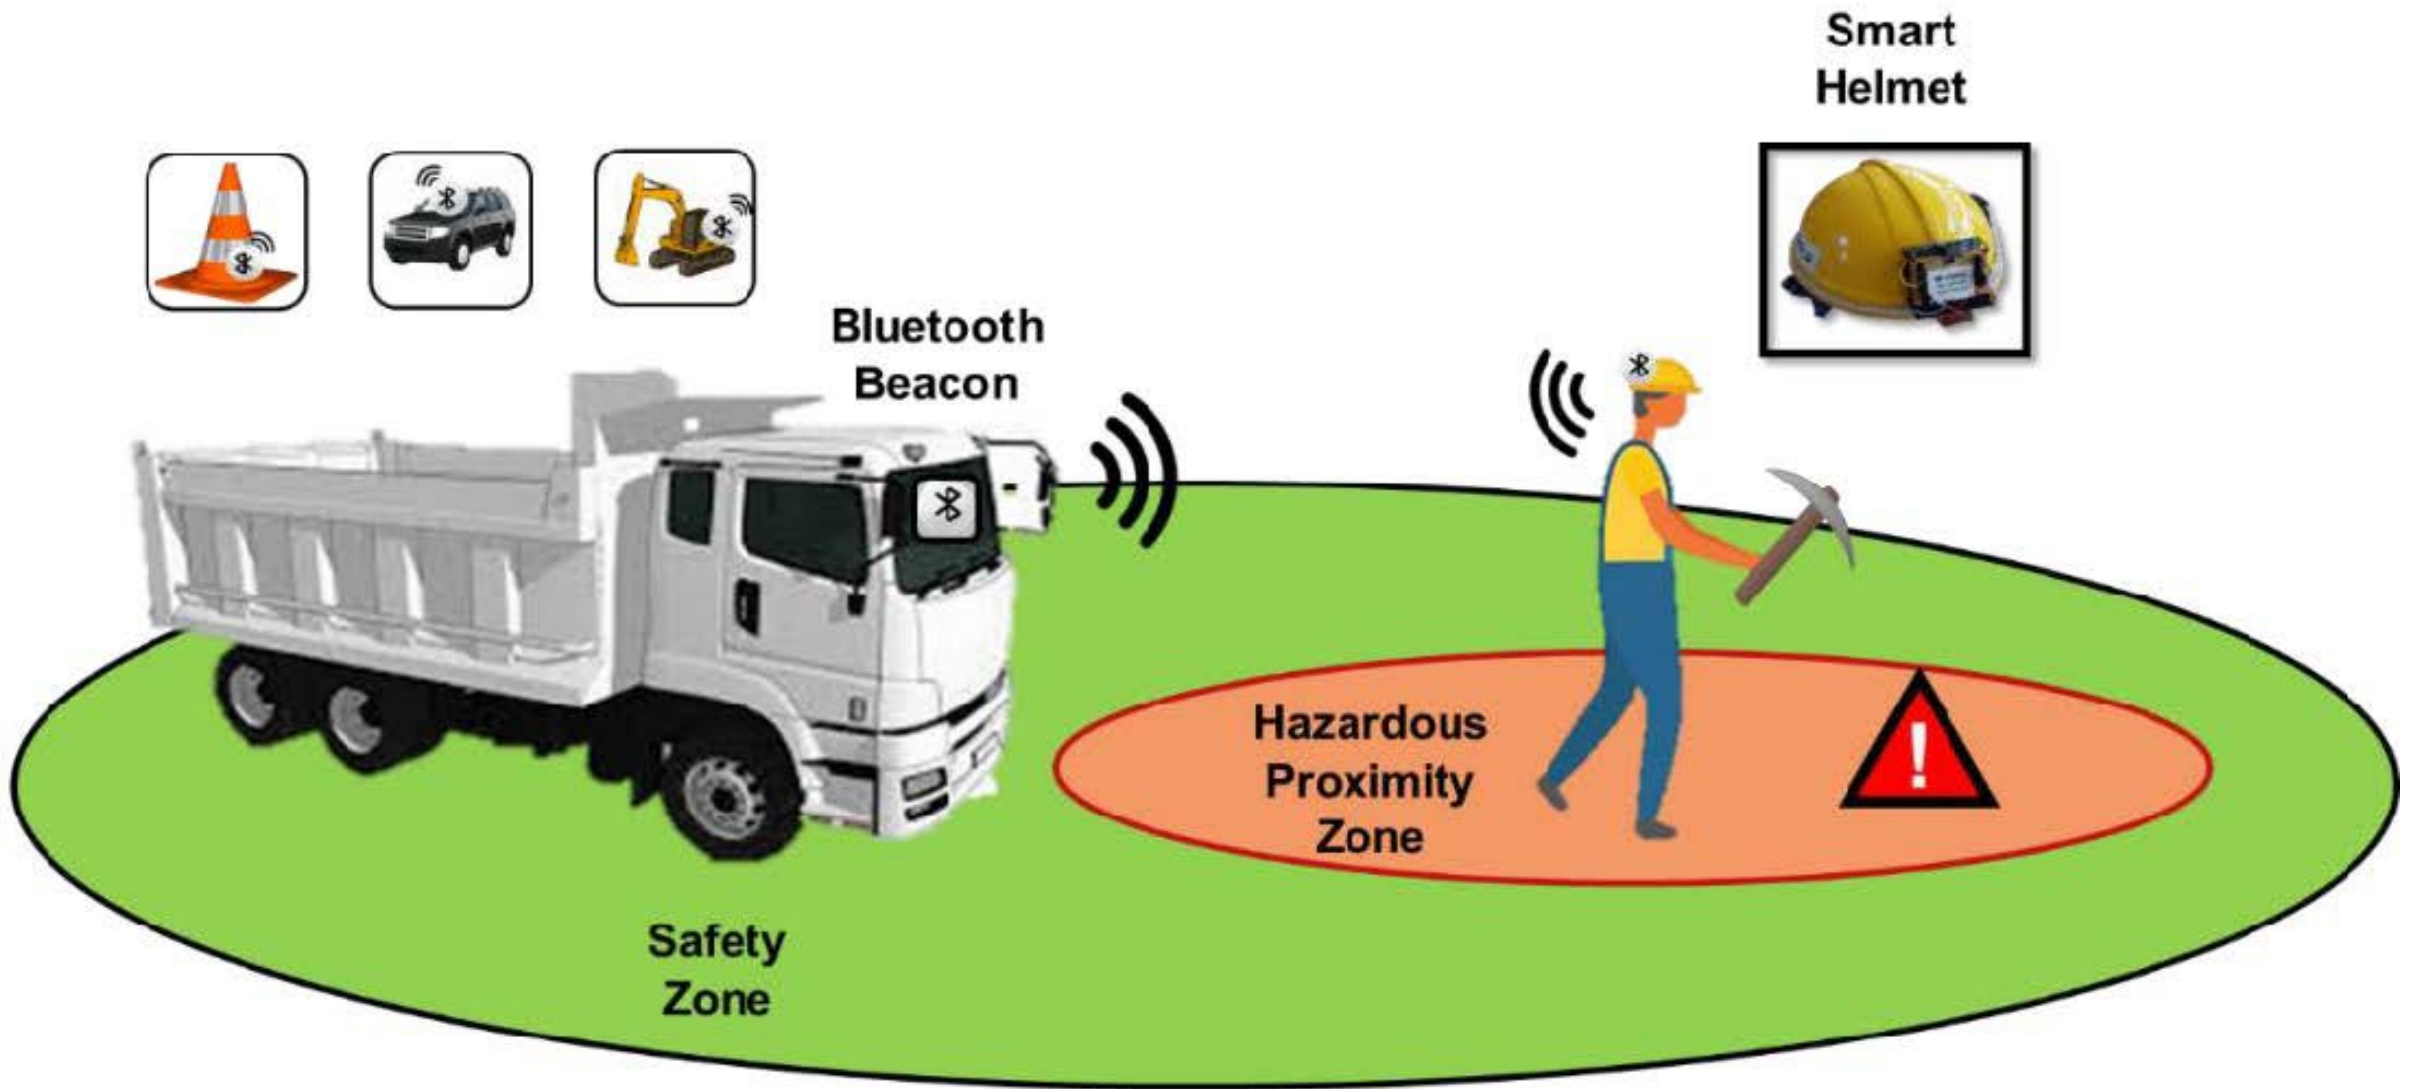 Smart
Helmet
Bluetooth
Beacon
Hazardous
Proximity
Zone
!
Safety
Zone